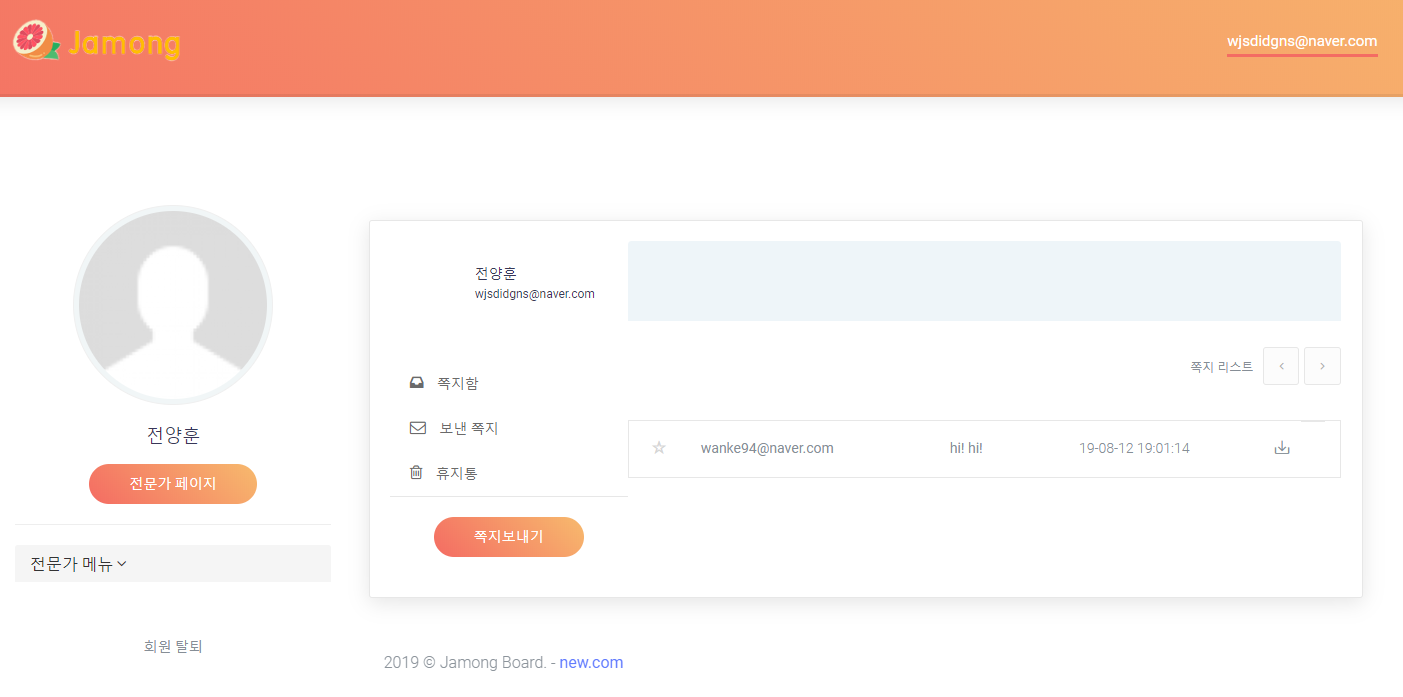 Jamong
wjsdidgns@naver.com
전양훈
전문가 페이지
전문가 메뉴
회원 탈퇴
전양훈
wjsdidgns@naver.com
쪽지함
보낸 쪽지
휴지통
쪽지보내기
쪽지 리스트
wanke94@naver.com hi! hi! 19-08-12 19:01:14
2019 © Jamong Board. - new.com